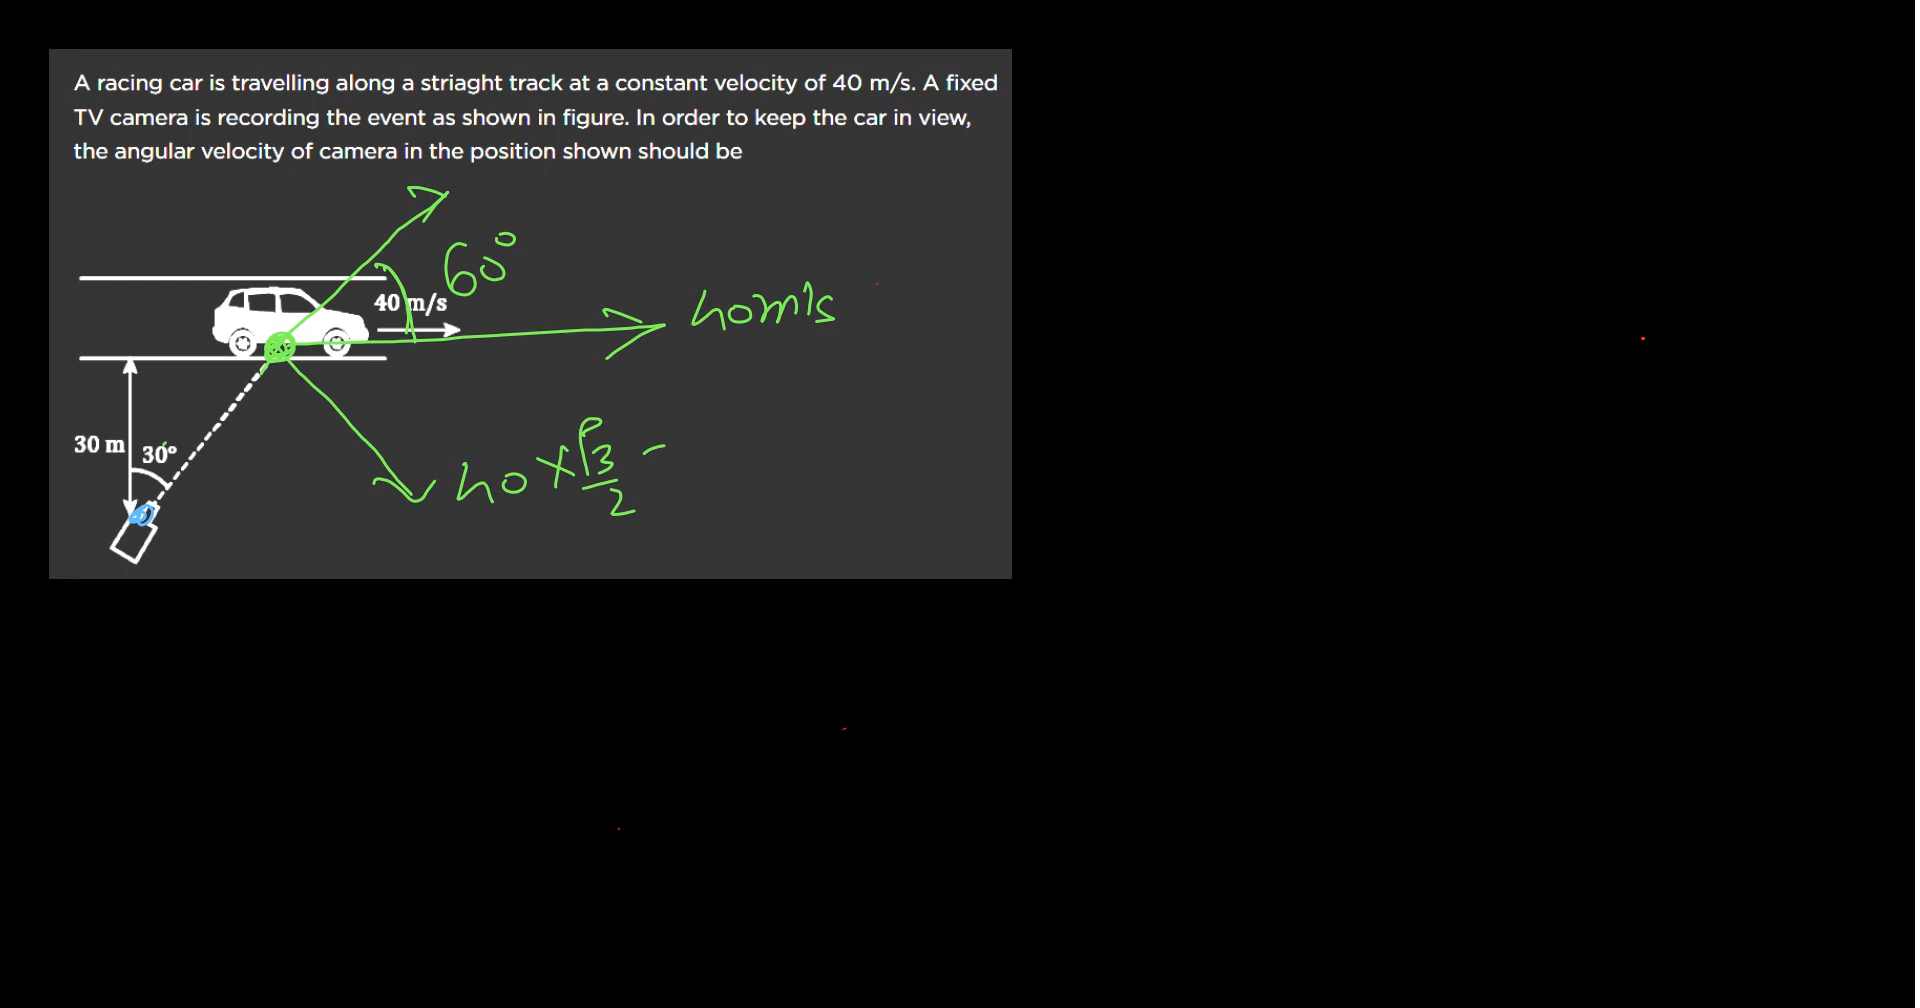 A racing car is travelling along a striaght track at a constant velocity of 40 m/s. A fixed
TV camera is recording the event as shown in figure. In order to keep the car in view,
the angular velocity of camera in the position shown should be
60°
40 m/s
40m/s
30 m
30°
40 × √3/2 -